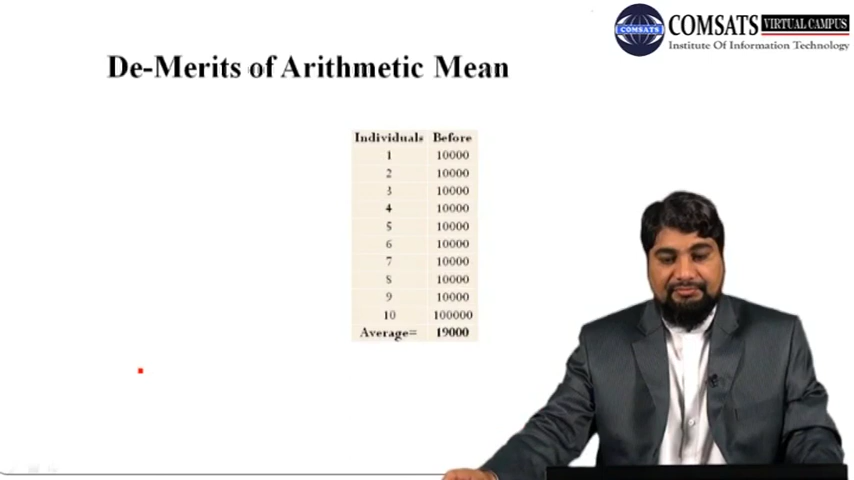 COMSATS VIRTUAL CAMPUS
Institute Of Information Technology
De-Merits of Arithmetic Mean
Individuals Before
1 10000
2 10000
3 10000
4 10000
5 10000
6 10000
7 10000
8 10000
9 10000
10 100000
Average= 19000